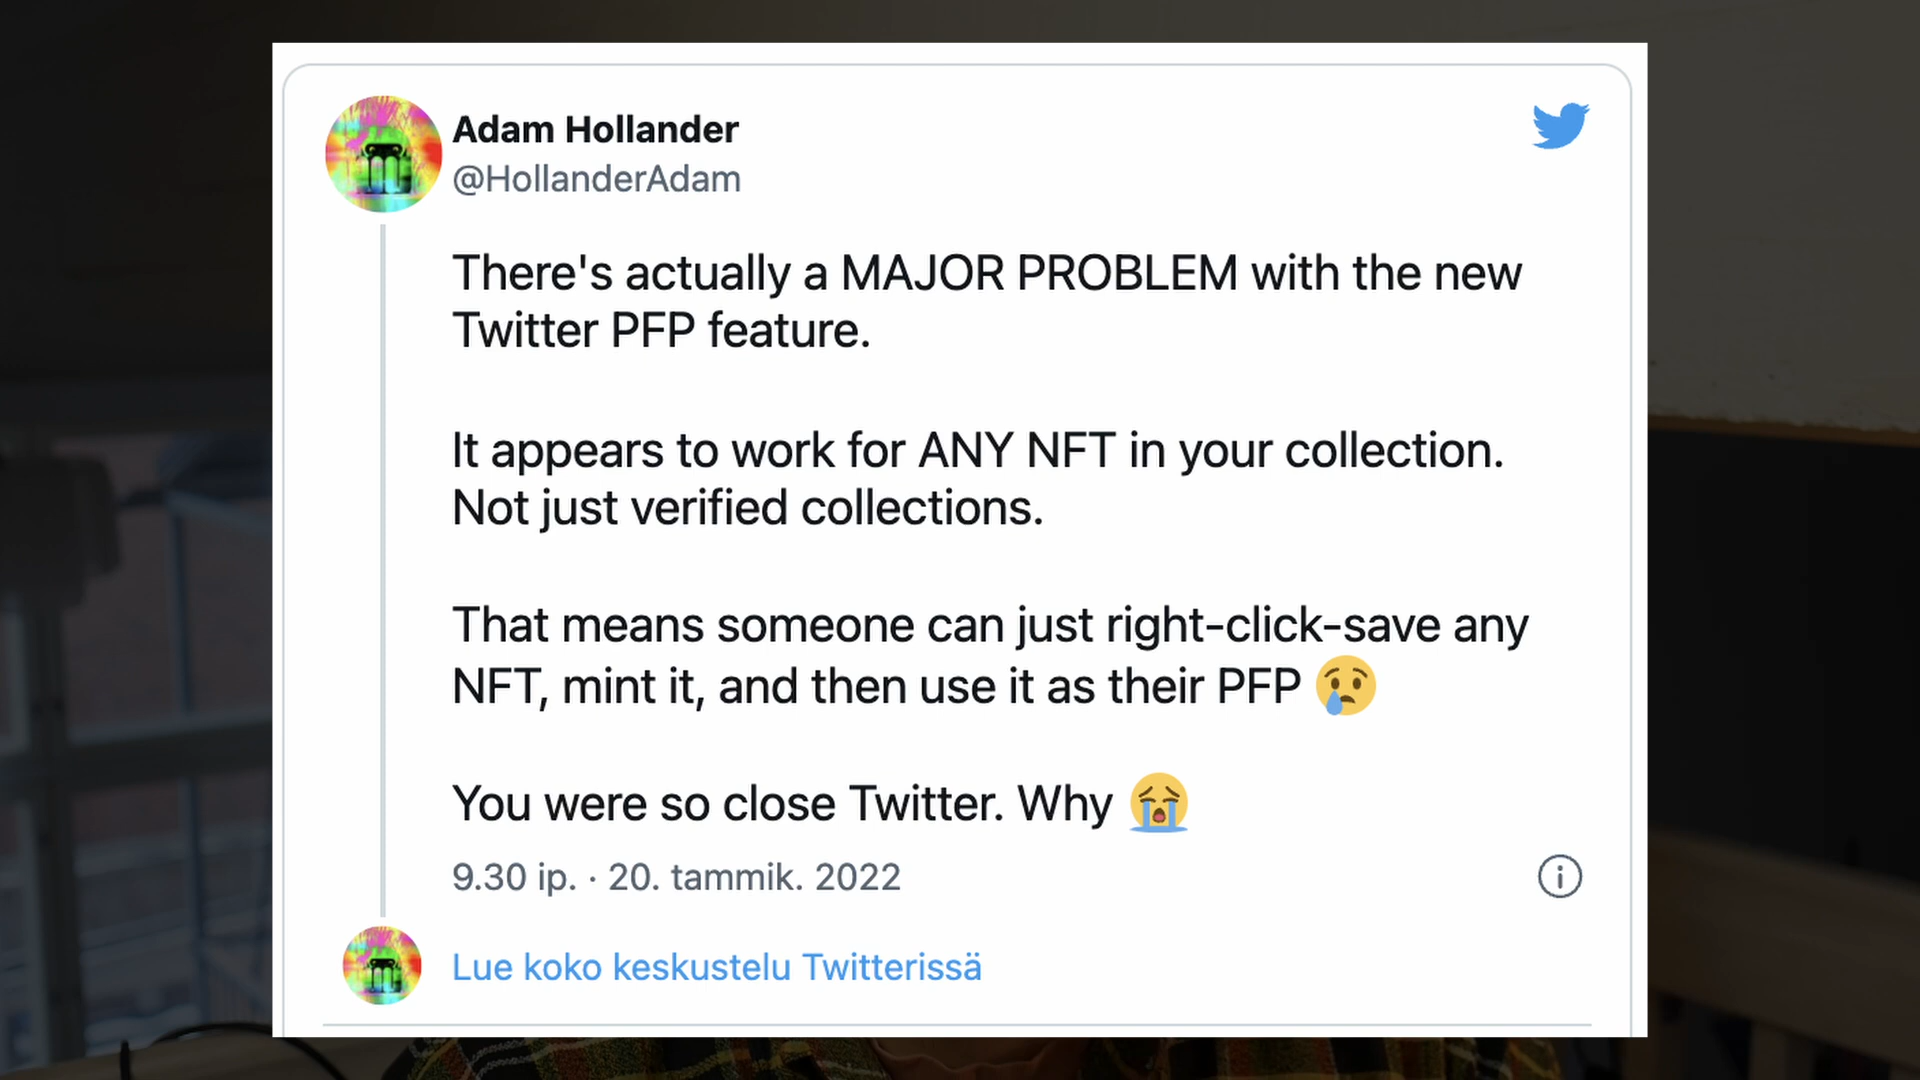 Adam Hollander
@HollanderAdam
There's actually a MAJOR PROBLEM with the new
Twitter PFP feature.
It appears to work for ANY NFT in your collection.
Not just verified collections.
That means someone can just right-click-save any
NFT, mint it, and then use it as their PFP 😢
You were so close Twitter. Why 😭
9.30 ip. · 20. tammik. 2022
Lue koko keskustelu Twitterissä